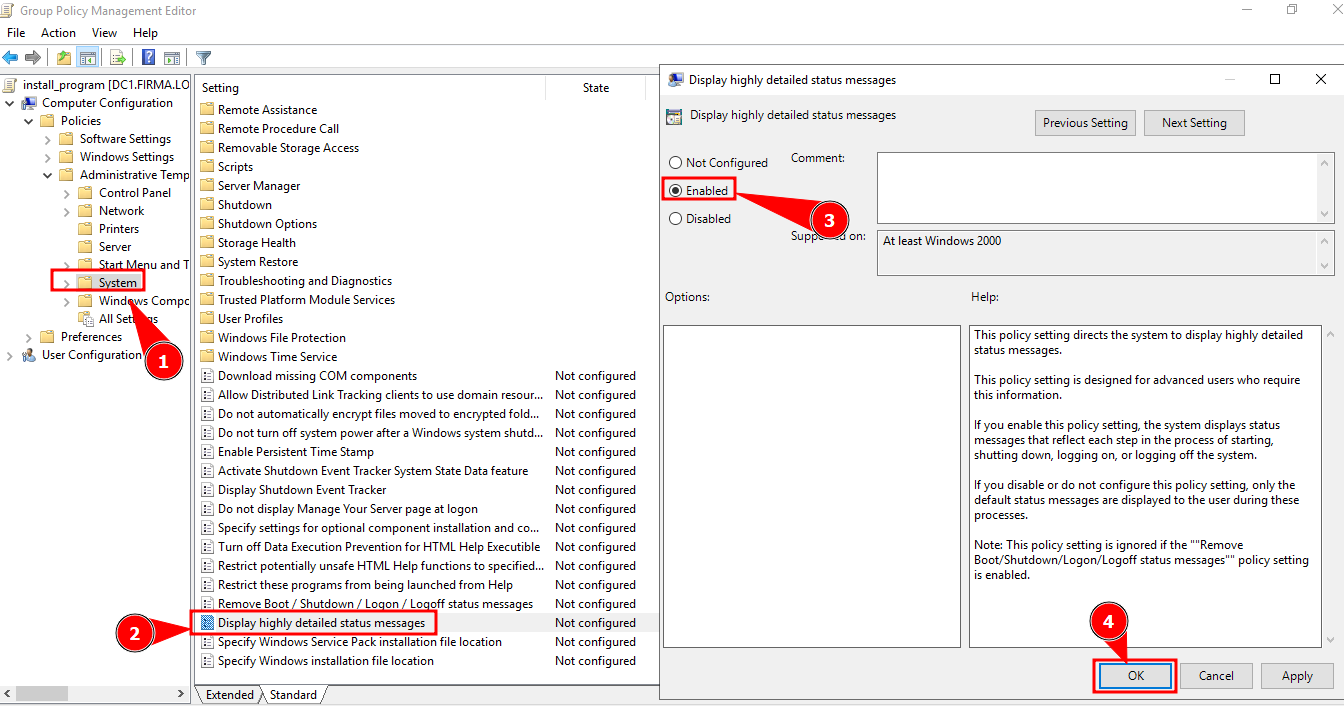 Group Policy Management Editor
File Action View Help
install_program [DC1.FIRMA.LO
Computer Configuration
Policies
Software Settings
Windows Settings
Administrative Temp
Control Panel
Network
Printers
Server
Start Menu and T
System
Windows Compo
All Settings
Preferences
User Configuration
1
Setting State
Remote Assistance
Remote Procedure Call
Removable Storage Access
Scripts
Server Manager
Shutdown
Shutdown Options
Storage Health
System Restore
Troubleshooting and Diagnostics
Trusted Platform Module Services
User Profiles
Windows File Protection
Windows Time Service
Download missing COM components Not configured
Allow Distributed Link Tracking clients to use domain resour... Not configured
Do not automatically encrypt files moved to encrypted fold... Not configured
Do not turn off system power after a Windows system shutd... Not configured
Enable Persistent Time Stamp Not configured
Activate Shutdown Event Tracker System State Data feature Not configured
Display Shutdown Event Tracker Not configured
Do not display Manage Your Server page at logon Not configured
Specify settings for optional component installation and co... Not configured
Turn off Data Execution Prevention for HTML Help Executible Not configured
Restrict potentially unsafe HTML Help functions to specified... Not configured
Restrict these programs from being launched from Help Not configured
Remove Boot / Shutdown / Logon / Logoff status messages Not configured
2
Display highly detailed status messages Not configured
Specify Windows Service Pack installation file location Not configured
Specify Windows installation file location Not configured
Extended Standard
Display highly detailed status messages
Display highly detailed status messages
Previous Setting Next Setting
Not Configured
Enabled
Disabled
3
Comment:
Supported on:
At least Windows 2000
Options:
Help:
This policy setting directs the system to display highly detailed
status messages.
This policy setting is designed for advanced users who require
this information.
If you enable this policy setting, the system displays status
messages that reflect each step in the process of starting,
shutting down, logging on, or logging off the system.
If you disable or do not configure this policy setting, only the
default status messages are displayed to the user during these
processes.
Note: This policy setting is ignored if the ""Remove
Boot/Shutdown/Logon/Logoff status messages"" policy setting
is enabled.
4
OK Cancel Apply